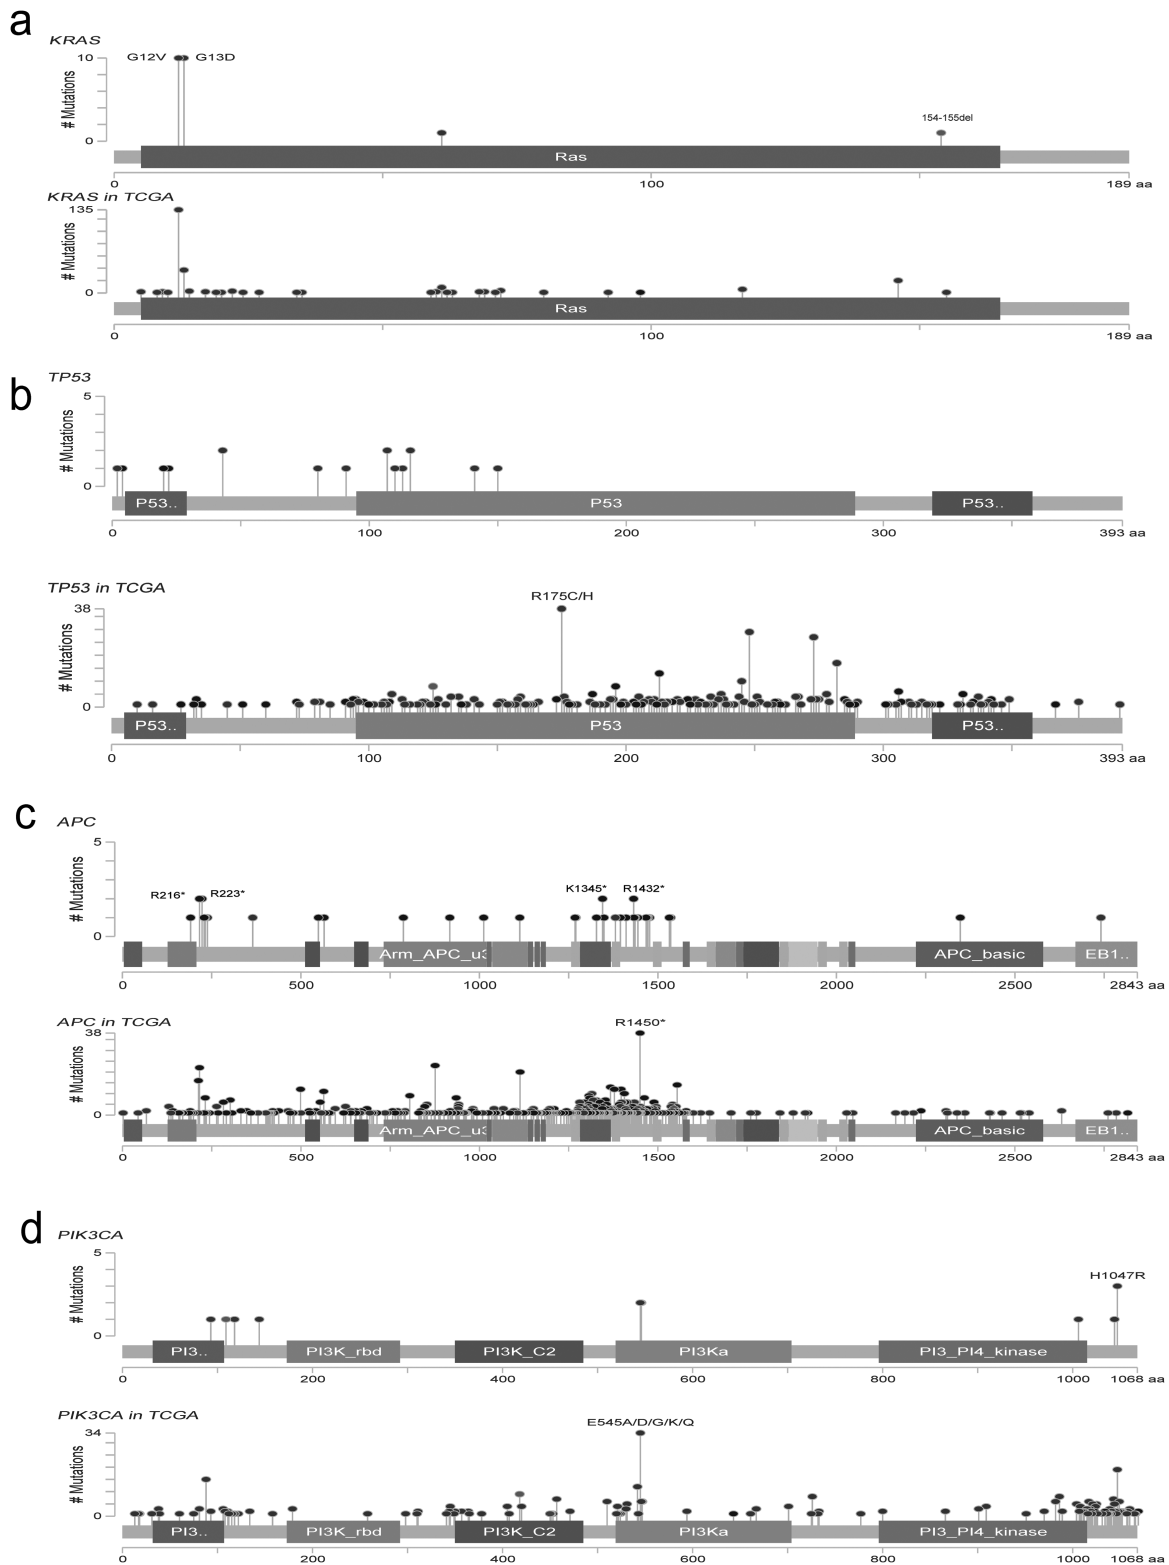 a
KRAS
10
G12V
G13D
# Mutations
154-155del
0
Ras
0
100
189 aa
KRAS in TCGA
135
# Mutations
0
Ras
0
100
189 aa
b
TP53
5
# Mutations
0
P53..
P53
P53..
0
100
200
300
393 aa
TP53 in TCGA
R175C/H
38
# Mutations
0
P53..
P53
P53..
0
100
200
300
393 aa
c
APC
5
# Mutations
R216*
R223*
K1345*
R1432*
0
Arm_APC_u3
APC_basic
EB1..
0
500
1000
1500
2000
2500
2843 aa
APC in TCGA
R1450*
38
# Mutations
0
Arm_APC_u3
APC_basic
EB1..
0
500
1000
1500
2000
2500
2843 aa
d
PIK3CA
5
# Mutations
H1047R
0
PI3..
PI3K_rbd
PI3K_C2
PI3Ka
PI3_PI4_kinase
0
200
400
600
800
1000
1068 aa
PIK3CA in TCGA
E545A/D/G/K/Q
34
# Mutations
0
PI3..
PI3K_rbd
PI3K_C2
PI3Ka
PI3_PI4_kinase
0
200
400
600
800
1000
1068 aa